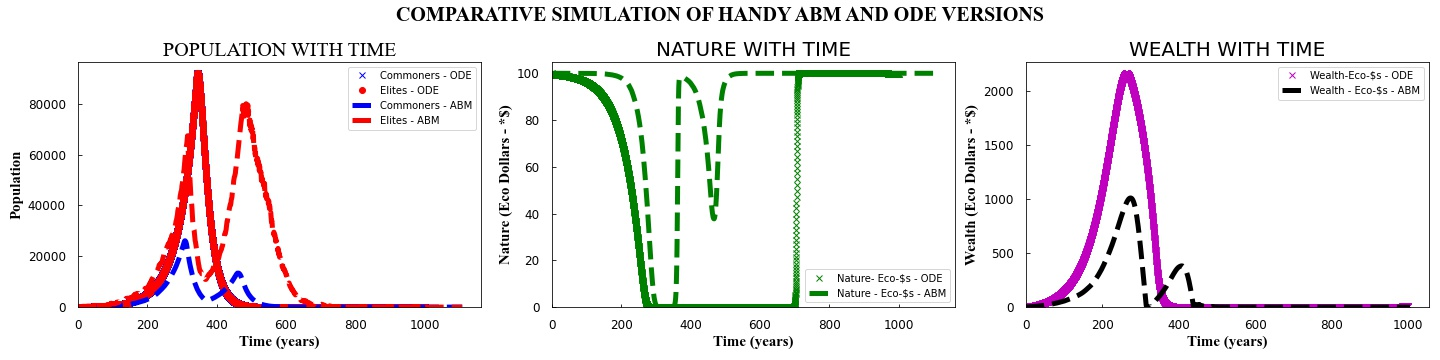 COMPARATIVE SIMULATION OF HANDY ABM AND ODE VERSIONS
POPULATION WITH TIME
Population
80000
60000
40000
20000
0
0 200 400 600 800 1000
Time (years)
Commoners - ODE
Elites - ODE
Commoners - ABM
Elites - ABM
NATURE WITH TIME
Nature (Eco Dollars - *$)
100
80
60
40
20
0
0 200 400 600 800 1000
Time (years)
Nature- Eco-$s - ODE
Nature - Eco-$s - ABM
WEALTH WITH TIME
Wealth (Eco Dollars - *$)
2000
1500
1000
500
0
0 200 400 600 800 1000
Time (years)
Wealth-Eco-$s - ODE
Wealth - Eco-$s - ABM